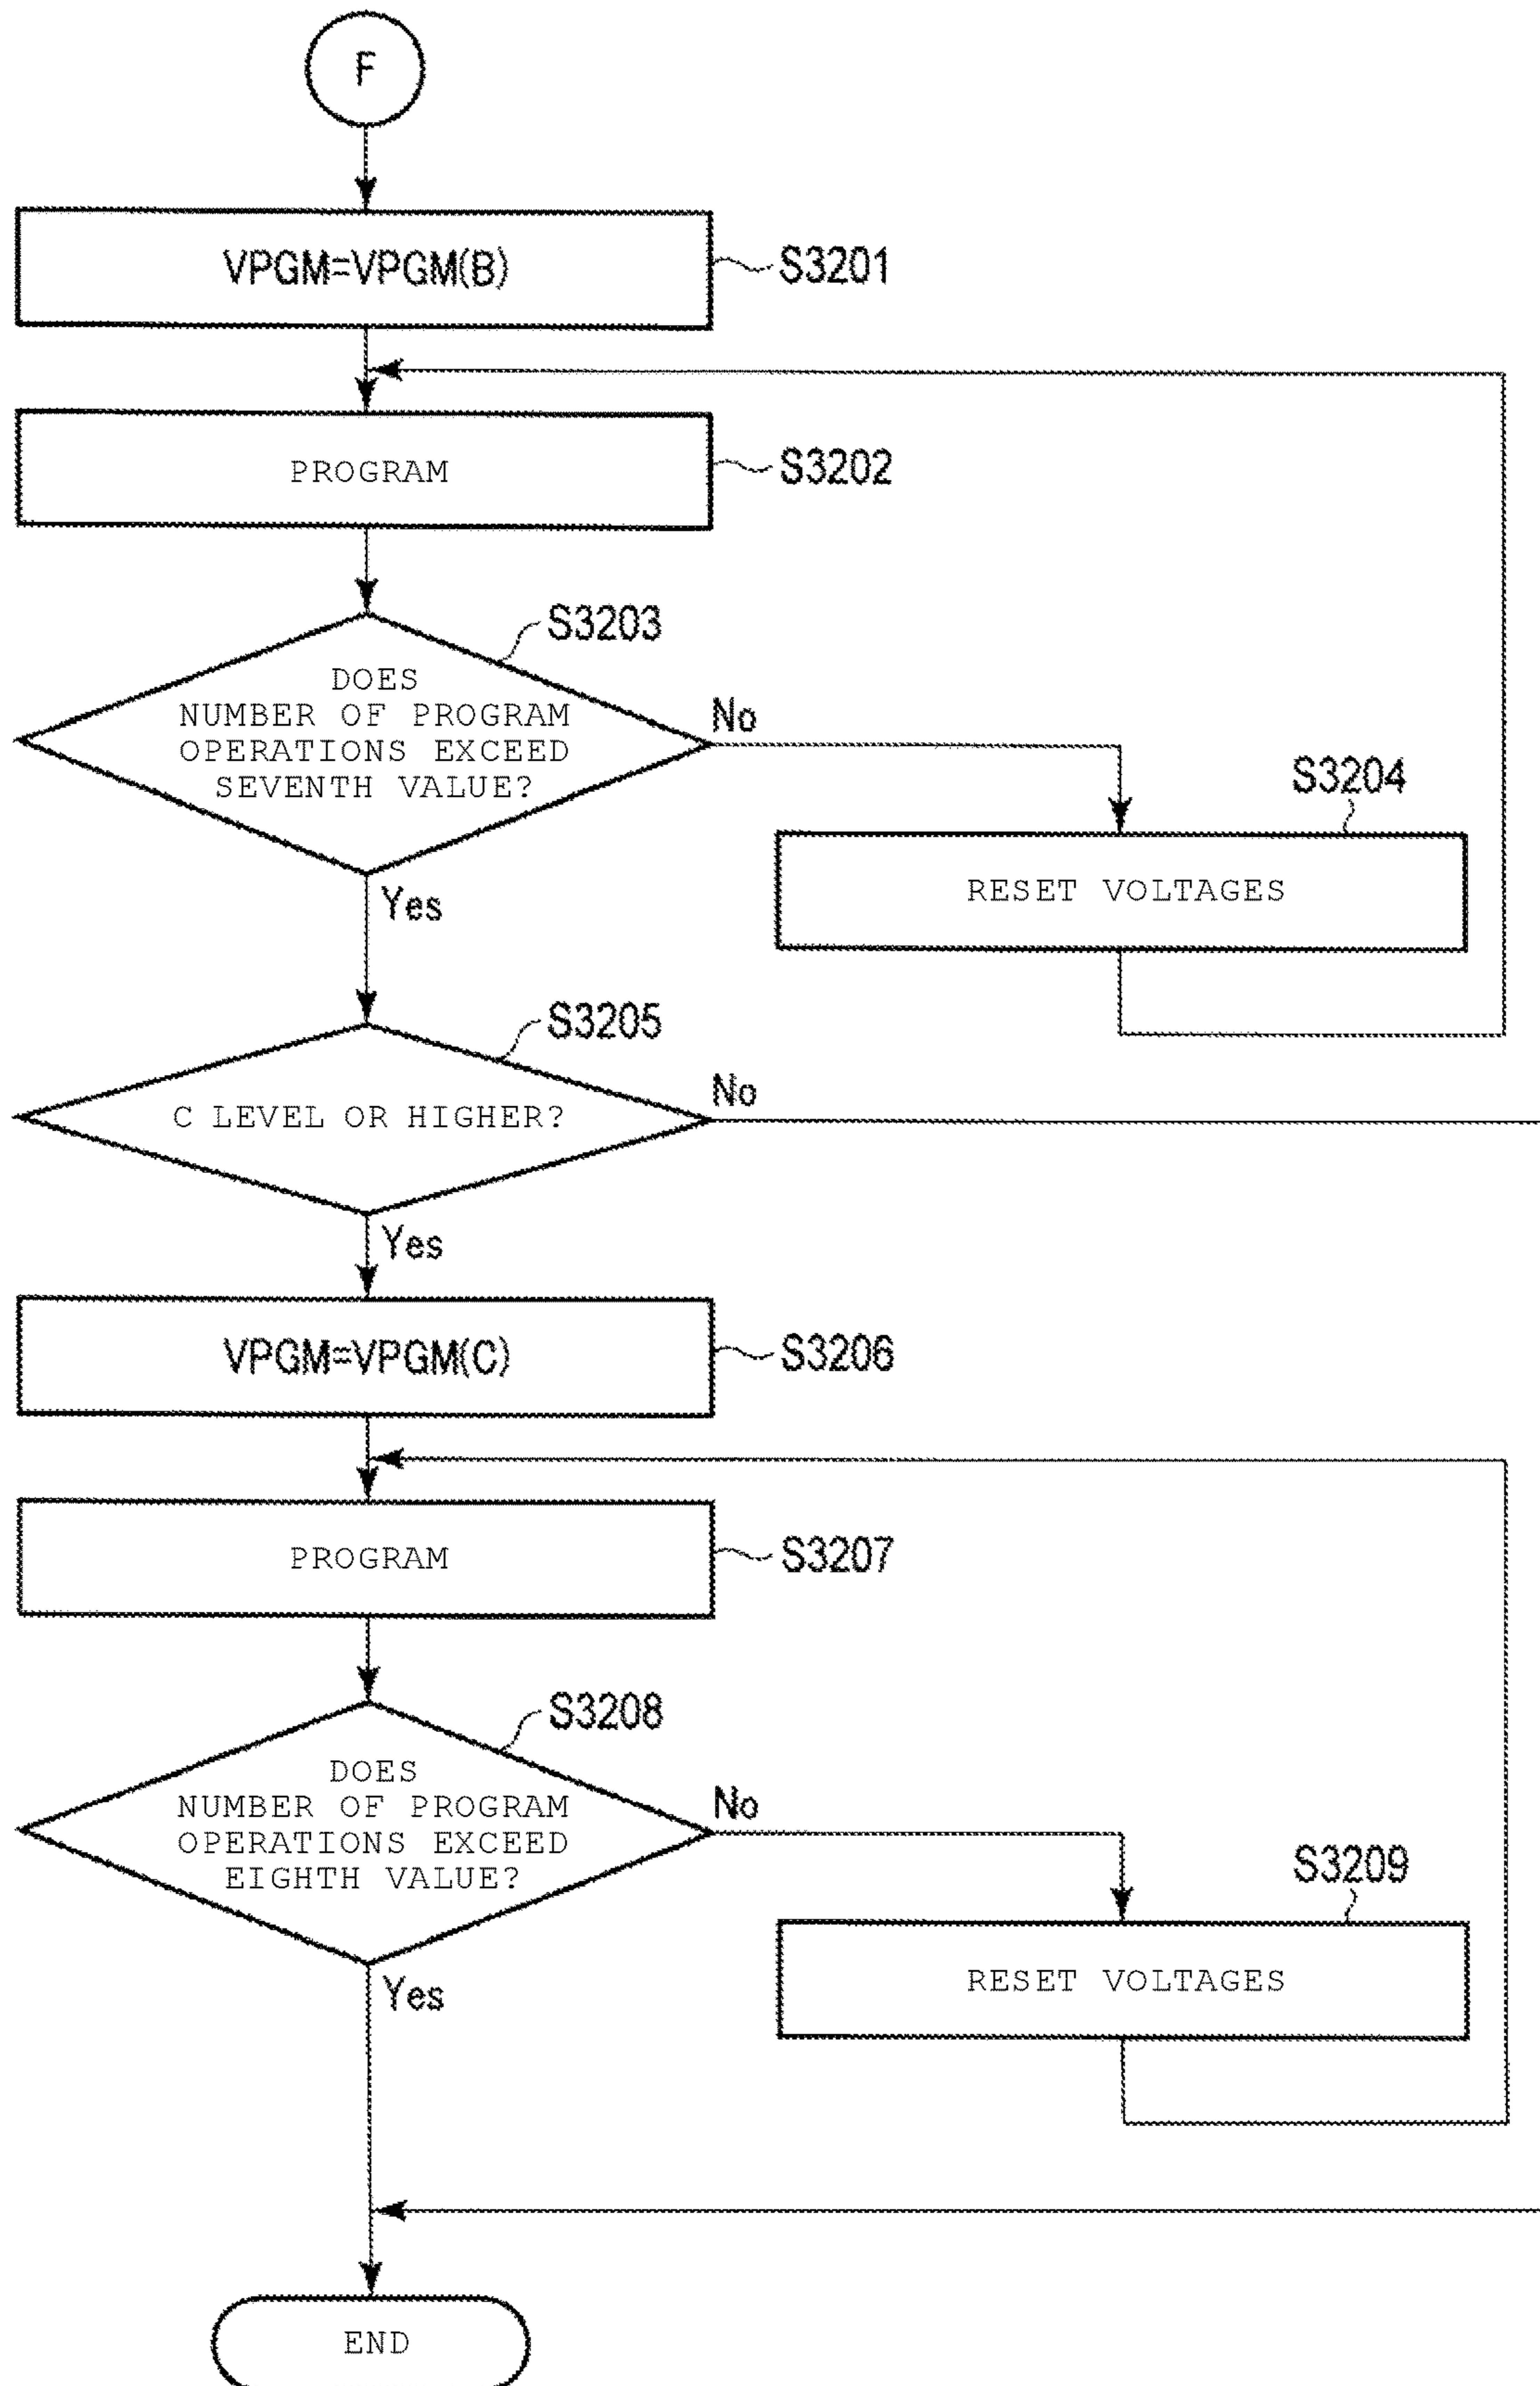 F
VPGM=VPGM(B)
S3201
PROGRAM
S3202
S3203
DOES
NUMBER OF PROGRAM
OPERATIONS EXCEED
SEVENTH VALUE?
No
S3204
RESET VOLTAGES
Yes
S3205
C LEVEL OR HIGHER?
No
Yes
VPGM=VPGM(C)
S3206
PROGRAM
S3207
S3208
DOES
NUMBER OF PROGRAM
OPERATIONS EXCEED
EIGHTH VALUE?
No
S3209
RESET VOLTAGES
Yes
END